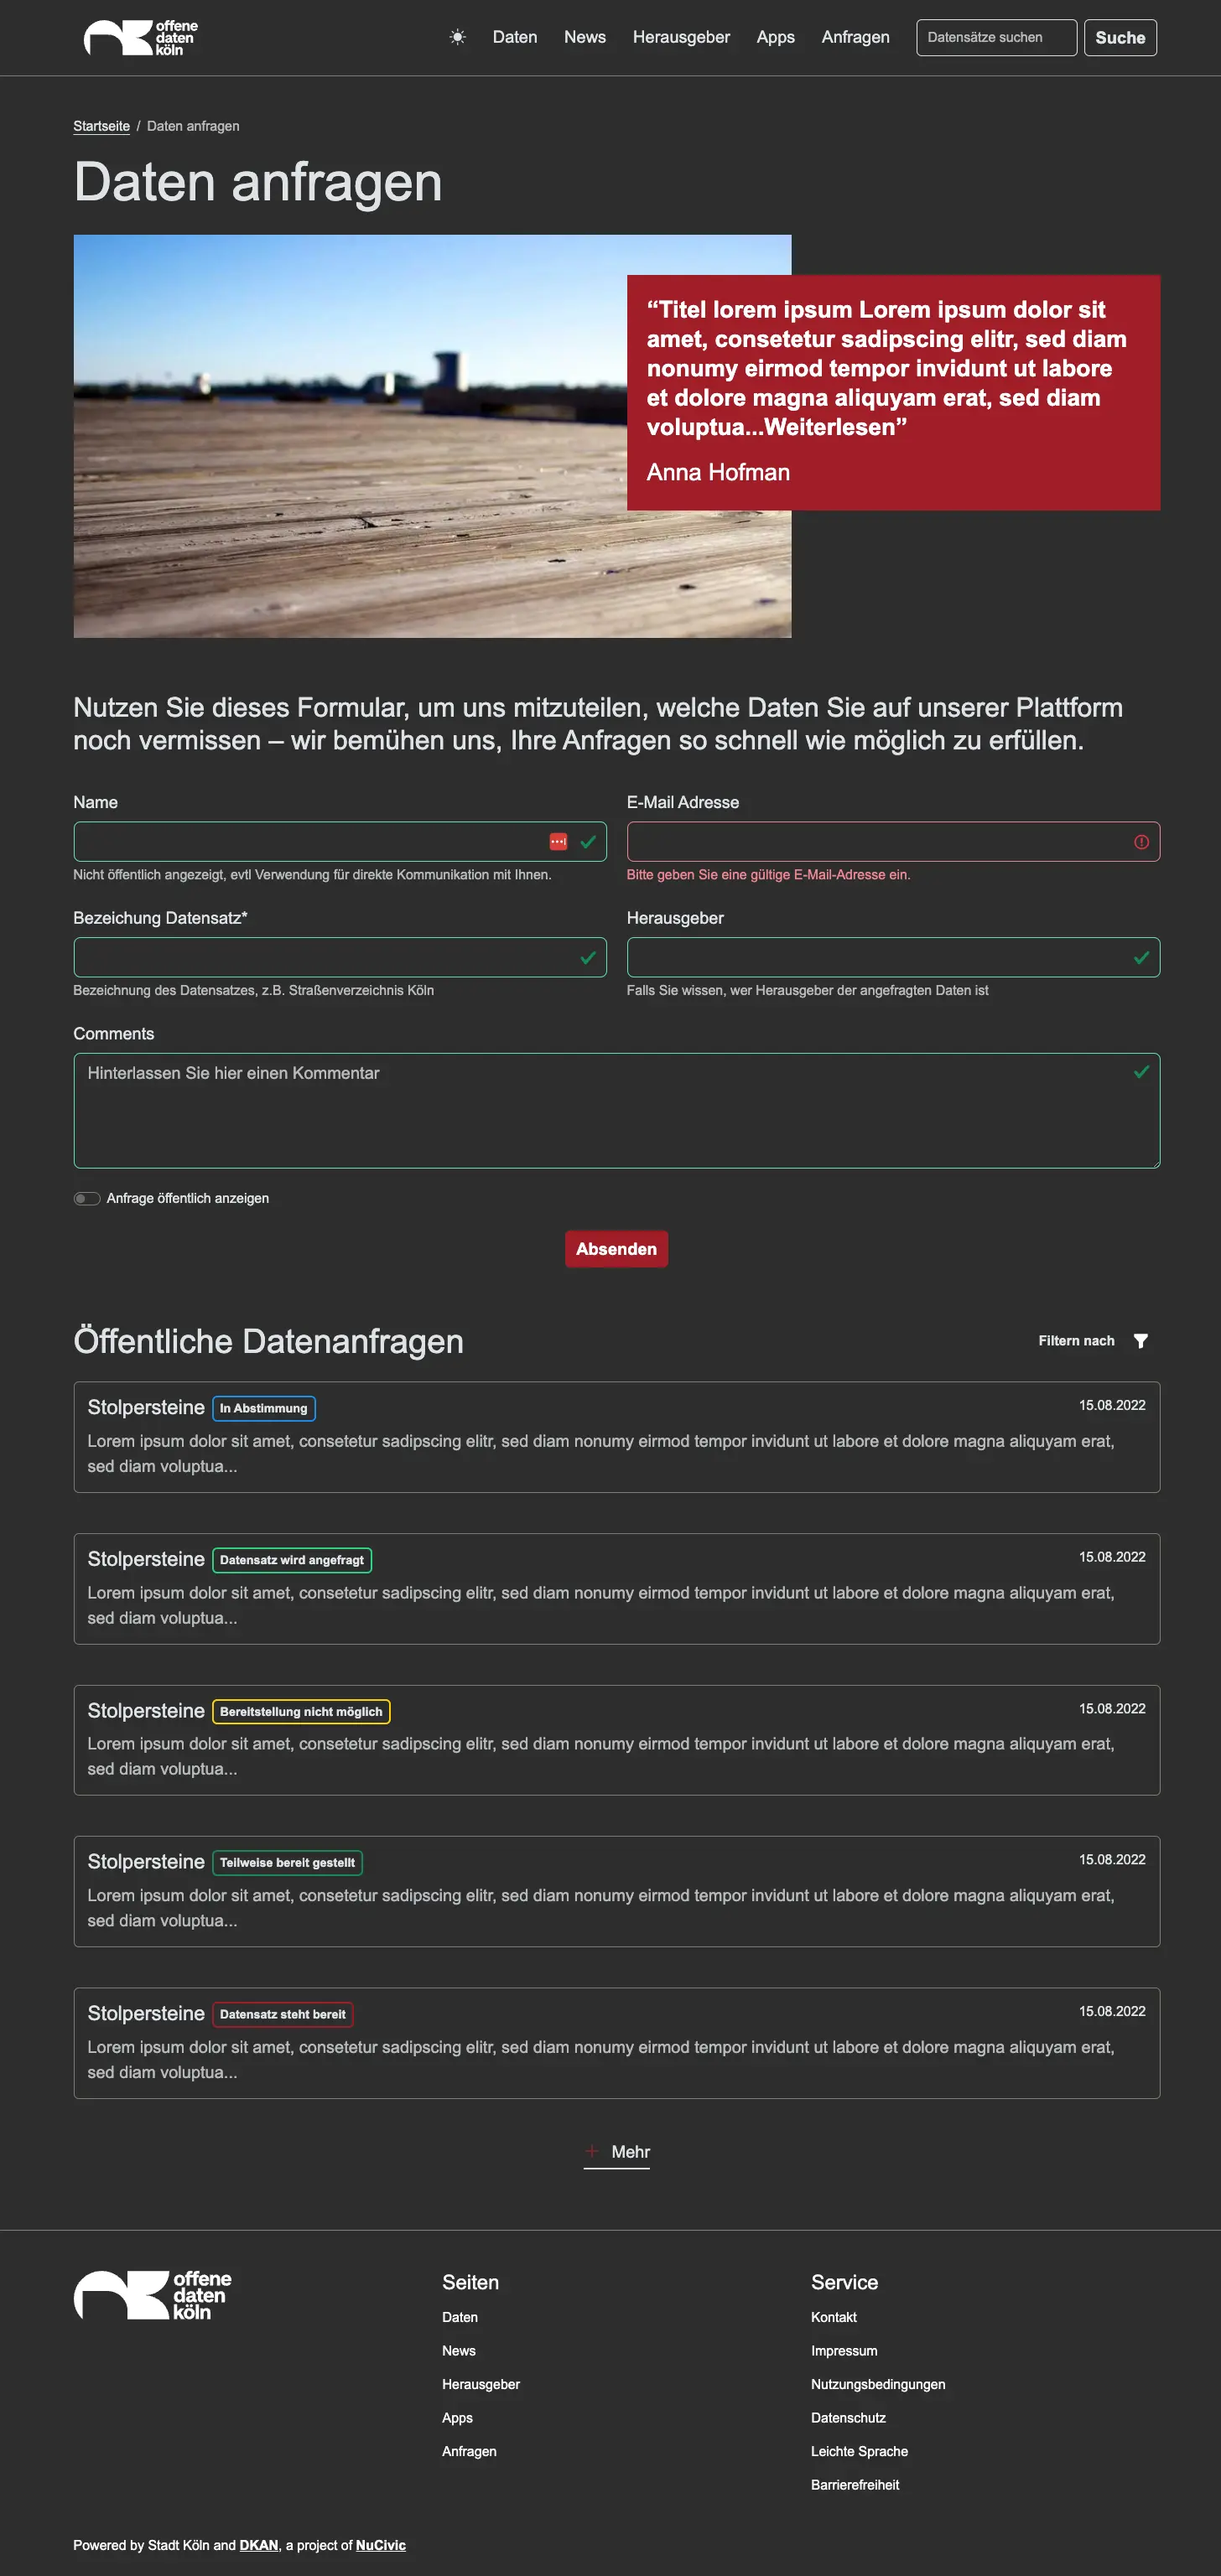 offene
daten
köln
Daten
News
Herausgeber
Apps
Anfragen
Datensätze suchen
Suche
Startseite / Daten anfragen
Daten anfragen
“Titel lorem ipsum Lorem ipsum dolor sit
amet, consetetur sadipscing elitr, sed diam
nonumy eirmod tempor invidunt ut labore
et dolore magna aliquyam erat, sed diam
voluptua...Weiterlesen”
Anna Hofman
Nutzen Sie dieses Formular, um uns mitzuteilen, welche Daten Sie auf unserer Plattform
noch vermissen – wir bemühen uns, Ihre Anfragen so schnell wie möglich zu erfüllen.
Name
Nicht öffentlich angezeigt, evtl Verwendung für direkte Kommunikation mit Ihnen.
E-Mail Adresse
Bitte geben Sie eine gültige E-Mail-Adresse ein.
Bezeichung Datensatz*
Bezeichnung des Datensatzes, z.B. Straßenverzeichnis Köln
Herausgeber
Falls Sie wissen, wer Herausgeber der angefragten Daten ist
Comments
Hinterlassen Sie hier einen Kommentar
Anfrage öffentlich anzeigen
Absenden
Öffentliche Datenanfragen
Filtern nach
Stolpersteine In Abstimmung 15.08.2022
Lorem ipsum dolor sit amet, consetetur sadipscing elitr, sed diam nonumy eirmod tempor invidunt ut labore et dolore magna aliquyam erat,
sed diam voluptua...
Stolpersteine Datensatz wird angefragt 15.08.2022
Lorem ipsum dolor sit amet, consetetur sadipscing elitr, sed diam nonumy eirmod tempor invidunt ut labore et dolore magna aliquyam erat,
sed diam voluptua...
Stolpersteine Bereitstellung nicht möglich 15.08.2022
Lorem ipsum dolor sit amet, consetetur sadipscing elitr, sed diam nonumy eirmod tempor invidunt ut labore et dolore magna aliquyam erat,
sed diam voluptua...
Stolpersteine Teilweise bereit gestellt 15.08.2022
Lorem ipsum dolor sit amet, consetetur sadipscing elitr, sed diam nonumy eirmod tempor invidunt ut labore et dolore magna aliquyam erat,
sed diam voluptua...
Stolpersteine Datensatz steht bereit 15.08.2022
Lorem ipsum dolor sit amet, consetetur sadipscing elitr, sed diam nonumy eirmod tempor invidunt ut labore et dolore magna aliquyam erat,
sed diam voluptua...
Mehr
offene
daten
köln
Seiten
Daten
News
Herausgeber
Apps
Anfragen
Service
Kontakt
Impressum
Nutzungsbedingungen
Datenschutz
Leichte Sprache
Barrierefreiheit
Powered by Stadt Köln and DKAN, a project of NuCivic